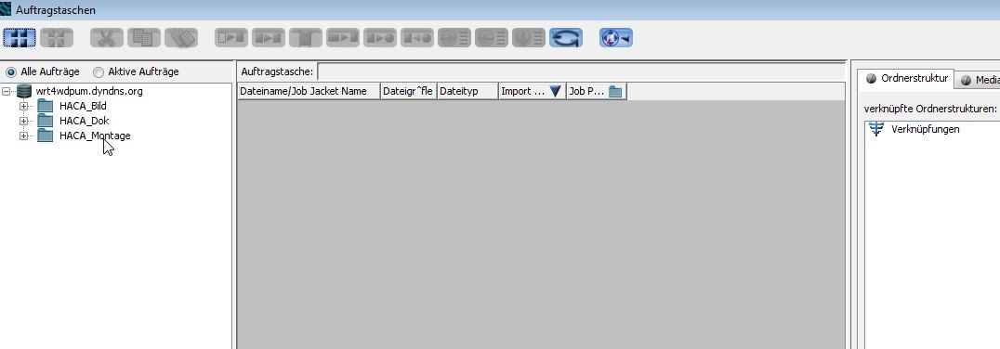 Auftragstaschen
Alle Aufträge Aktive Aufträge
Auftragstasche:
wrt4wdpum.dyndns.org
HACA_Bild
HACA_Dok
HACA_Montage
Dateiname/Job Jacket Name Dateigr^fle Dateityp Import ... Job P...
Ordnerstruktur Media
verknüpfte Ordnerstrukturen:
Verknüpfungen